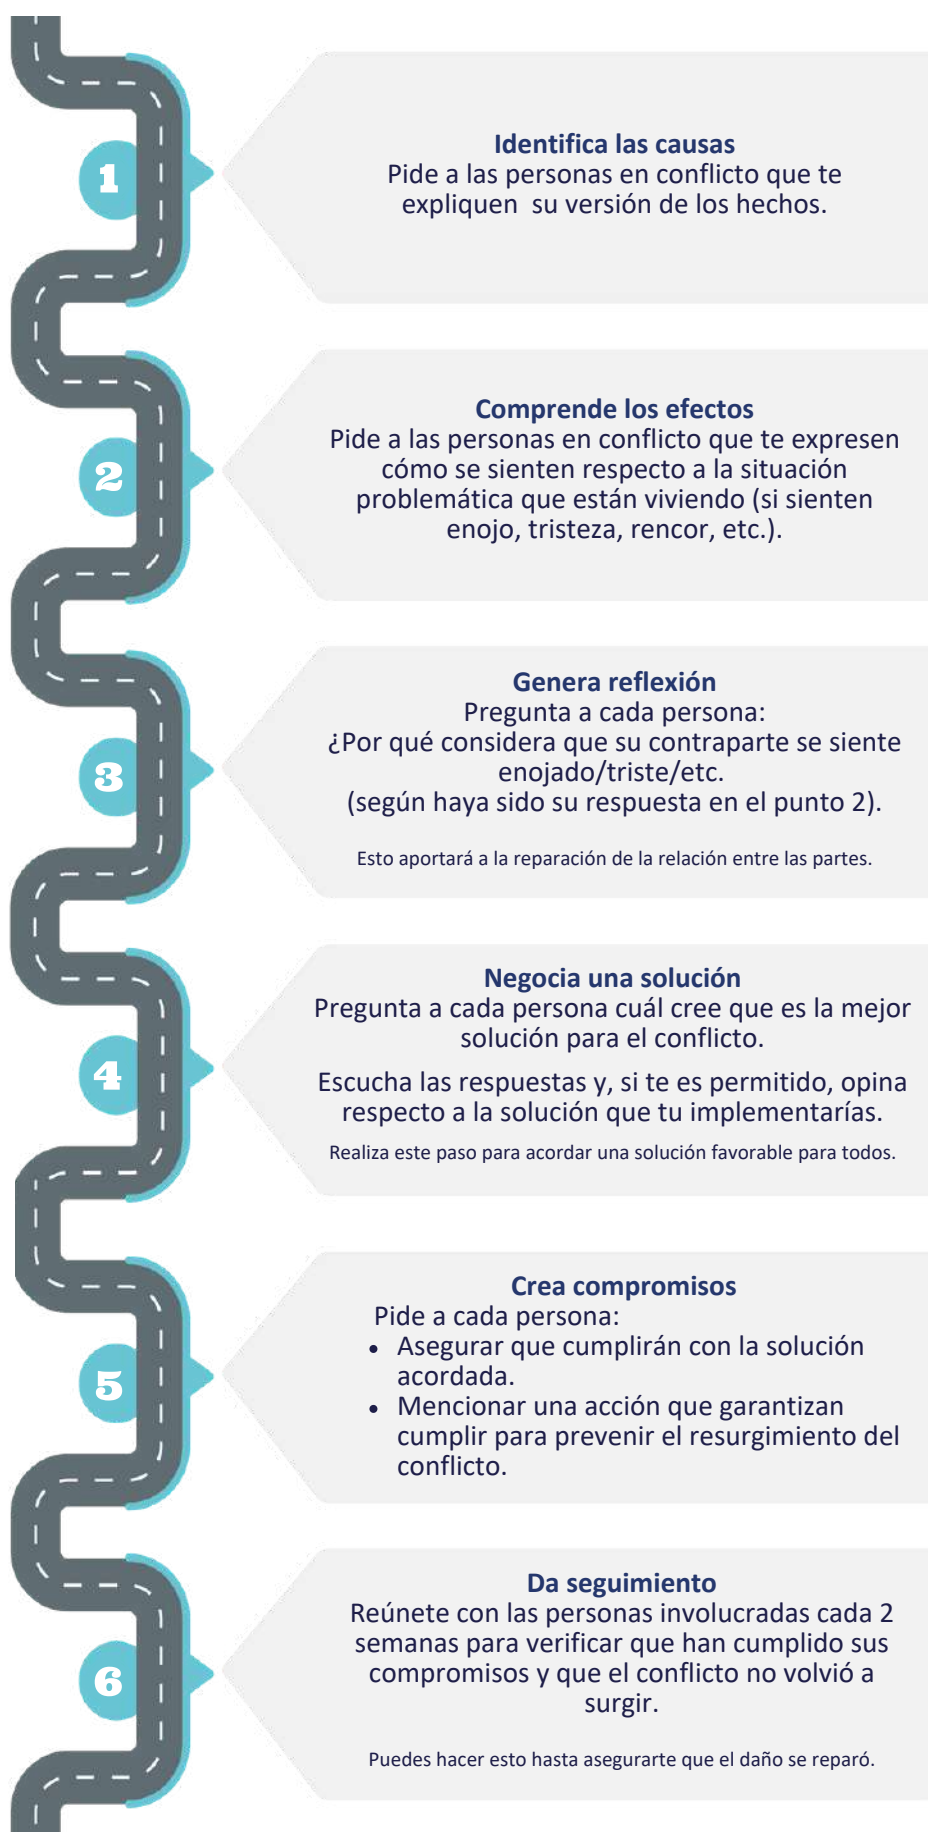 1
Identifica las causas
Pide a las personas en conflicto que te
expliquen su versión de los hechos.
2
Comprende los efectos
Pide a las personas en conflicto que te expresen
cómo se sienten respecto a la situación
problemática que están viviendo (si sienten
enojo, tristeza, rencor, etc.).
3
Genera reflexión
Pregunta a cada persona:
¿Por qué considera que su contraparte se siente
enojado/triste/etc.
(según haya sido su respuesta en el punto 2).
Esto aportará a la reparación de la relación entre las partes.
4
Negocia una solución
Pregunta a cada persona cuál cree que es la mejor
solución para el conflicto.
Escucha las respuestas y, si te es permitido, opina
respecto a la solución que tu implementarías.
Realiza este paso para acordar una solución favorable para todos.
5
Crea compromisos
Pide a cada persona:
• Asegurar que cumplirán con la solución
acordada.
• Mencionar una acción que garantizan
cumplir para prevenir el resurgimiento del
conflicto.
6
Da seguimiento
Reúnete con las personas involucradas cada 2
semanas para verificar que han cumplido sus
compromisos y que el conflicto no volvió a
surgir.
Puedes hacer esto hasta asegurarte que el daño se reparó.